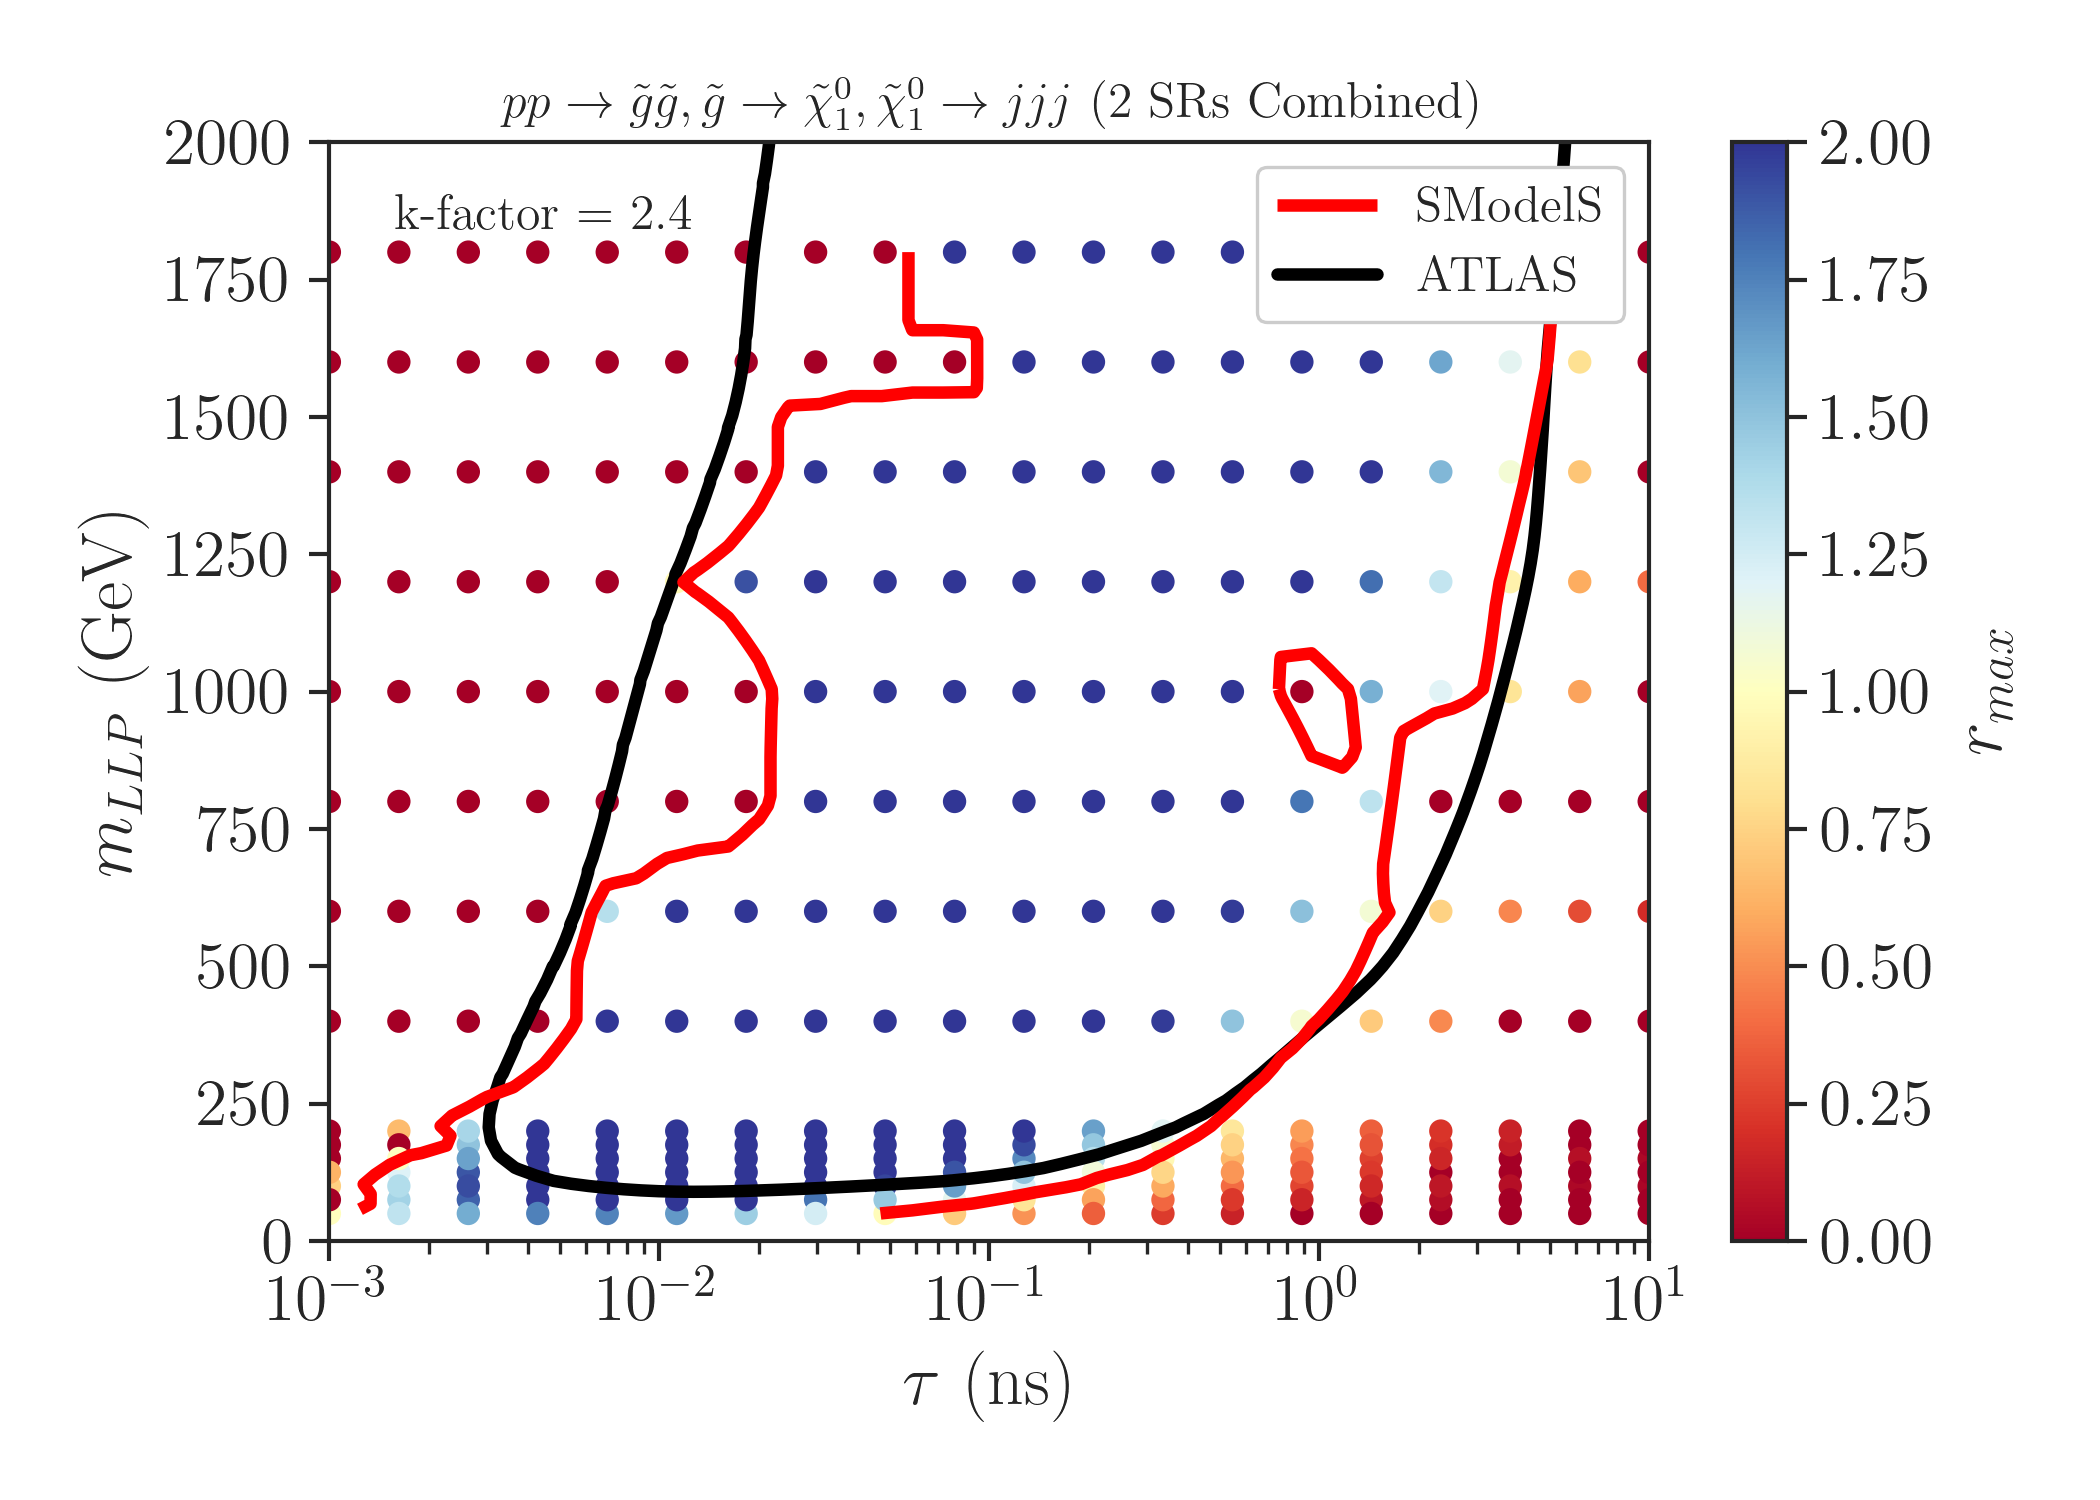 pp → g̃g̃, g̃ → χ̃₁⁰, χ̃₁⁰ → jjj (2 SRs Combined)
k-factor = 2.4
SModelS
ATLAS
2000
1750
1500
1250
1000
750
500
250
0
m_LLP (GeV)
10⁻³ 10⁻² 10⁻¹ 10⁰ 10¹
τ (ns)
2.00
1.75
1.50
1.25
1.00
0.75
0.50
0.25
0.00
r_max